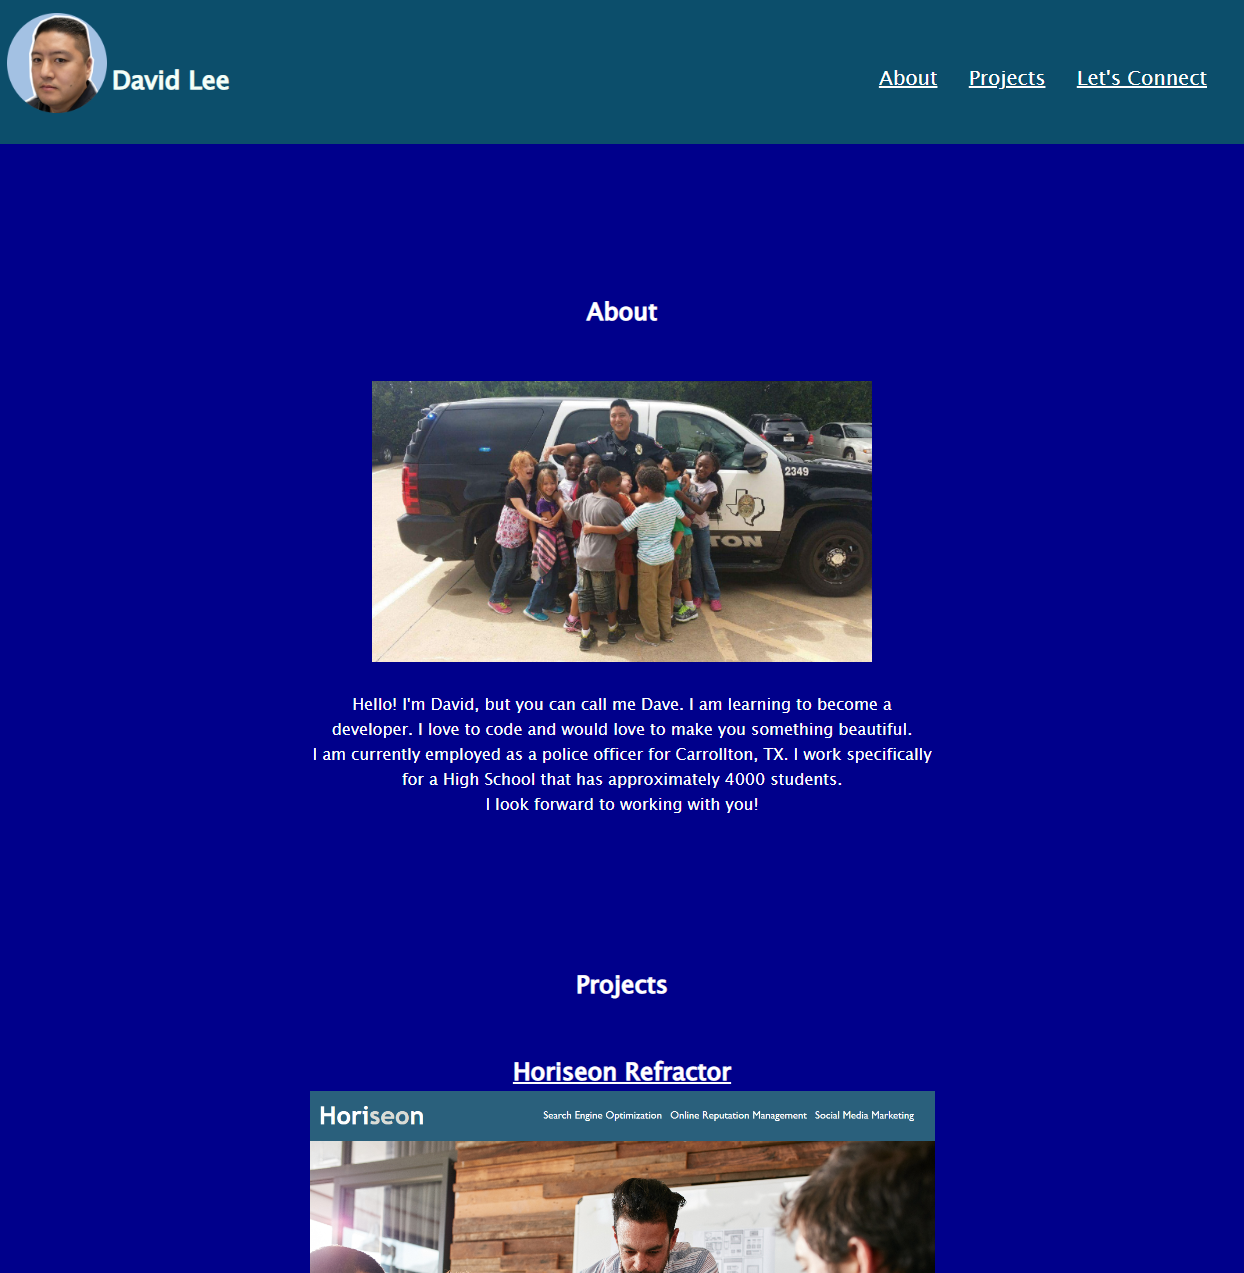 David Lee
About Projects Let's Connect
About
2349
TON
Hello! I'm David, but you can call me Dave. I am learning to become a
developer. I love to code and would love to make you something beautiful.
I am currently employed as a police officer for Carrollton, TX. I work specifically
for a High School that has approximately 4000 students.
I look forward to working with you!
Projects
Horiseon Refractor
Horiseon
Search Engine Optimization Online Reputation Management Social Media Marketing